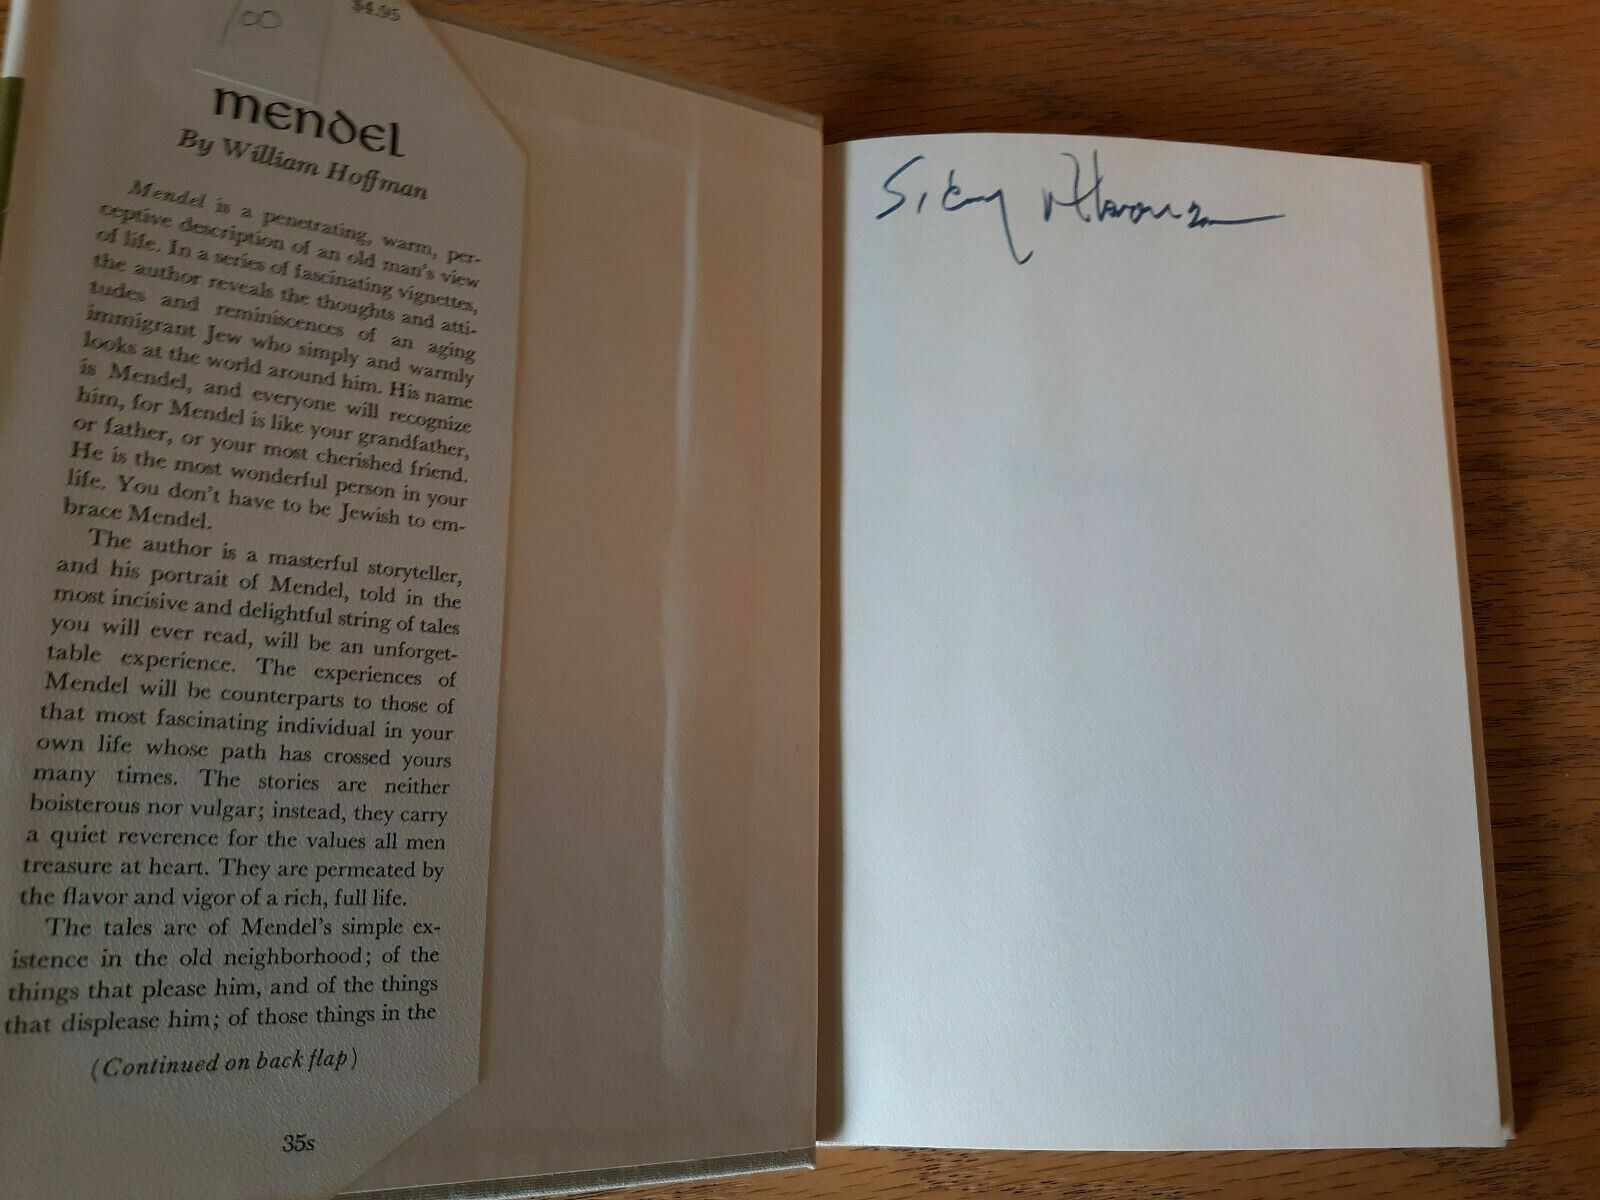 100
$4.95
mendel
By William Hoffman
Mendel is a penetrating, warm, per-
ceptive description of an old man's view
of life. In a series of fascinating vignettes,
the author reveals the thoughts and atti-
tudes and reminiscences of an aging
immigrant Jew who simply and warmly
looks at the world around him. His name
is Mendel, and everyone will recognize
him, for Mendel is like your grandfather,
or father, or your most cherished friend.
He is the most wonderful person in your
life. You don't have to be Jewish to em-
brace Mendel.
The author is a masterful storyteller,
and his portrait of Mendel, told in the
most incisive and delightful string of tales
you will ever read, will be an unforget-
table experience. The experiences of
Mendel will be counterparts to those of
that most fascinating individual in your
own life whose path has crossed yours
many times. The stories are neither
boisterous nor vulgar; instead, they carry
a quiet reverence for the values all men
treasure at heart. They are permeated by
the flavor and vigor of a rich, full life.
The tales are of Mendel's simple ex-
istence in the old neighborhood; of the
things that please him, and of the things
that displease him; of those things in the
(Continued on back flap)
35s